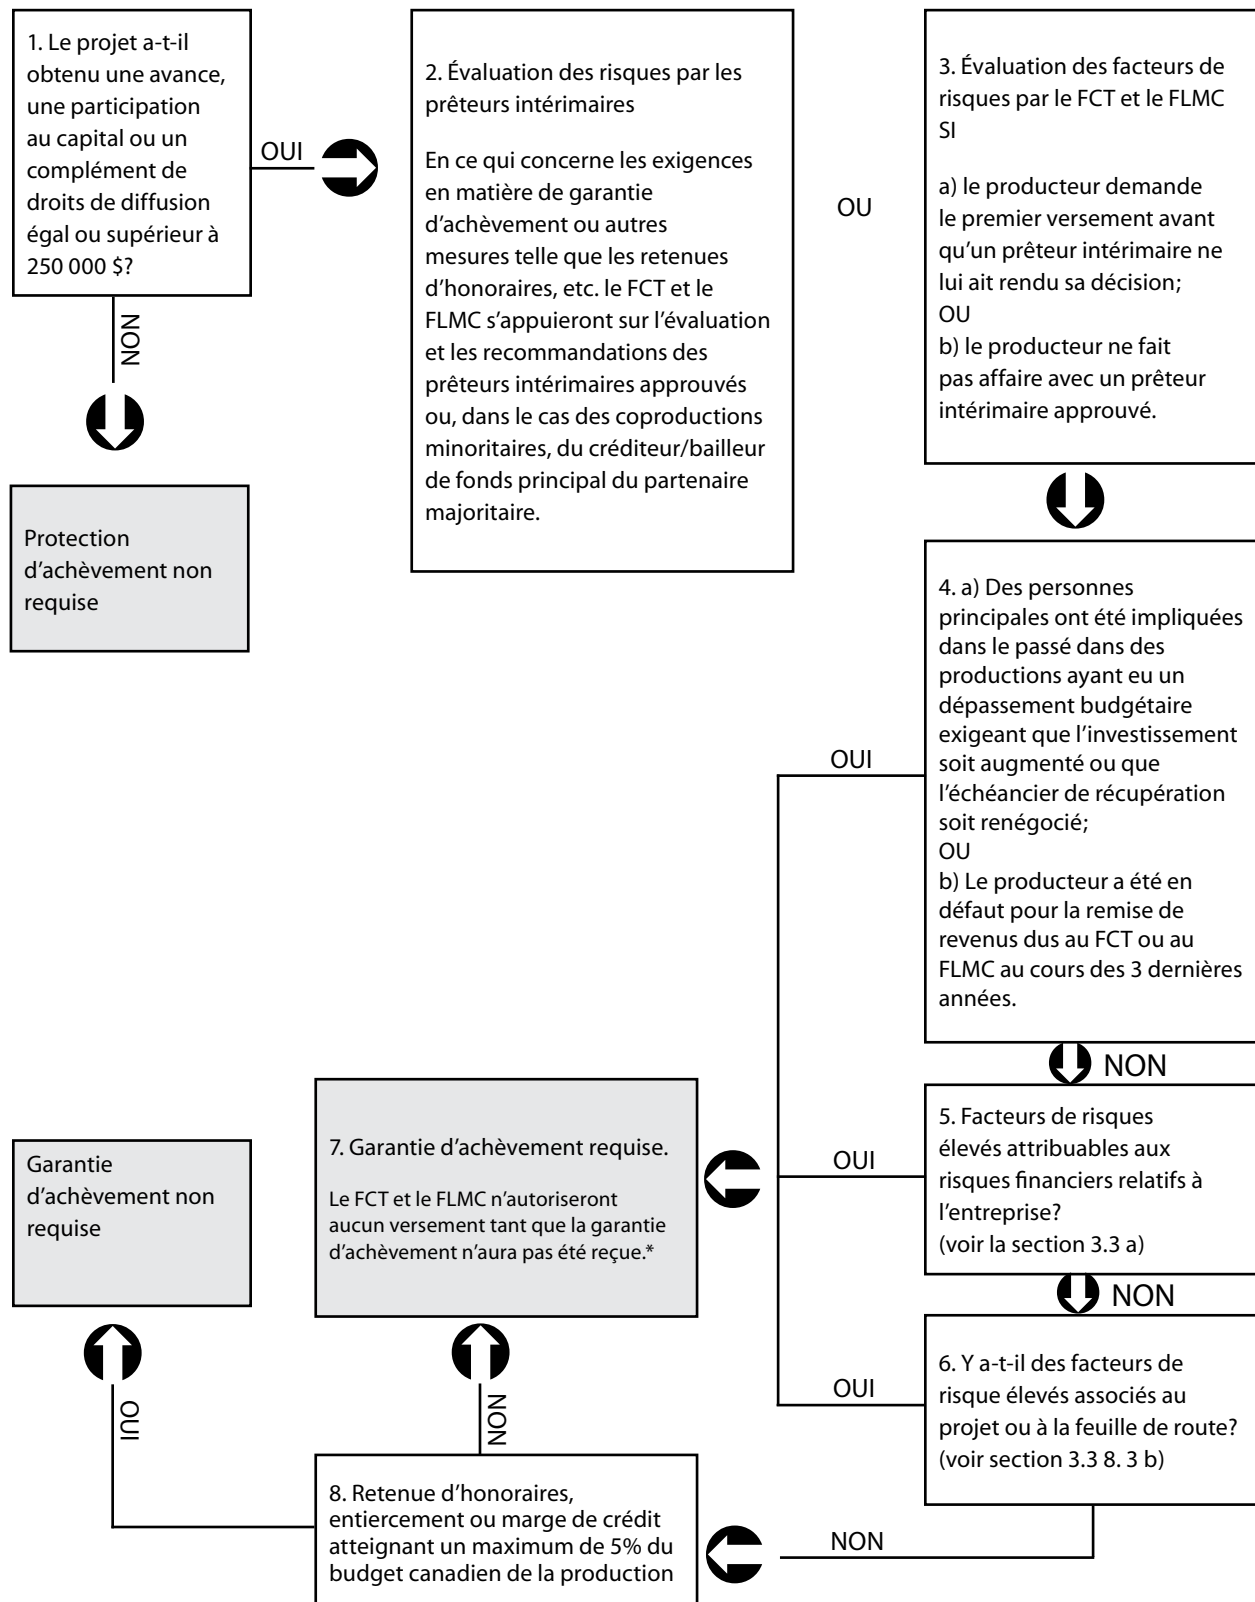 1. Le projet a-t-il
obtenu une avance,
une participation
au capital ou un
complément de
droits de diffusion
égal ou supérieur à
250 000 $?
OUI
NON
Protection
d'achèvement non
requise
2. Évaluation des risques par les
prêteurs intérimaires
En ce qui concerne les exigences
en matière de garantie
d'achèvement ou autres
mesures telle que les retenues
d'honoraires, etc. le FCT et le
FLMC s'appuieront sur l'évaluation
et les recommandations des
prêteurs intérimaires approuvés
ou, dans le cas des coproductions
minoritaires, du créditeur/bailleur
de fonds principal du partenaire
majoritaire.
OU
3. Évaluation des facteurs de
risques par le FCT et le FLMC
SI
a) le producteur demande
le premier versement avant
qu'un prêteur intérimaire ne
lui ait rendu sa décision;
OU
b) le producteur ne fait
pas affaire avec un prêteur
intérimaire approuvé.
4. a) Des personnes
principales ont été impliquées
dans le passé dans des
productions ayant eu un
dépassement budgétaire
exigeant que l'investissement
soit augmenté ou que
l'échéancier de récupération
soit renégocié;
OU
b) Le producteur a été en
défaut pour la remise de
revenus dus au FCT ou au
FLMC au cours des 3 dernières
années.
OUI
NON
5. Facteurs de risques
élevés attribuables aux
risques financiers relatifs à
l'entreprise?
(voir la section 3.3 a)
OUI
NON
6. Y a-t-il des facteurs de
risque élevés associés au
projet ou à la feuille de route?
(voir section 3.3 8. 3 b)
OUI
NON
7. Garantie d'achèvement requise.
Le FCT et le FLMC n'autoriseront
aucun versement tant que la garantie
d'achèvement n'aura pas été reçue.*
Garantie
d'achèvement non
requise
OUI
NON
8. Retenue d'honoraires,
entiercement ou marge de crédit
atteignant un maximum de 5% du
budget canadien de la production